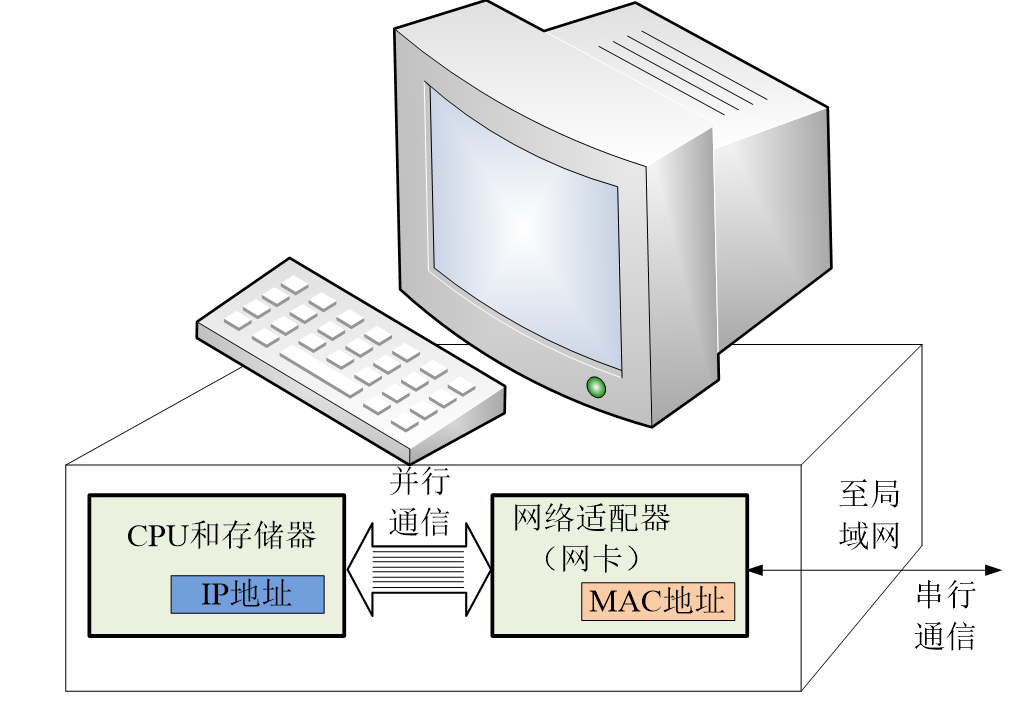 并行
通信
CPU和存储器
IP地址
网络适配器
（网卡）
MAC地址
至局
域网
串行
通信